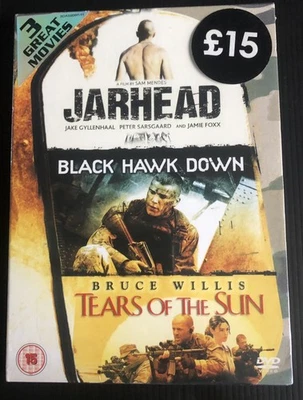 3
GREAT
MOVIES
£15
A FILM BY SAM MENDES
JARHEAD
JAKE GYLLENHAAL PETER SARSGAARD AND JAMIE FOXX
BLACK HAWK DOWN
BRUCE WILLIS
TEARS OF THE SUN
15
DVD